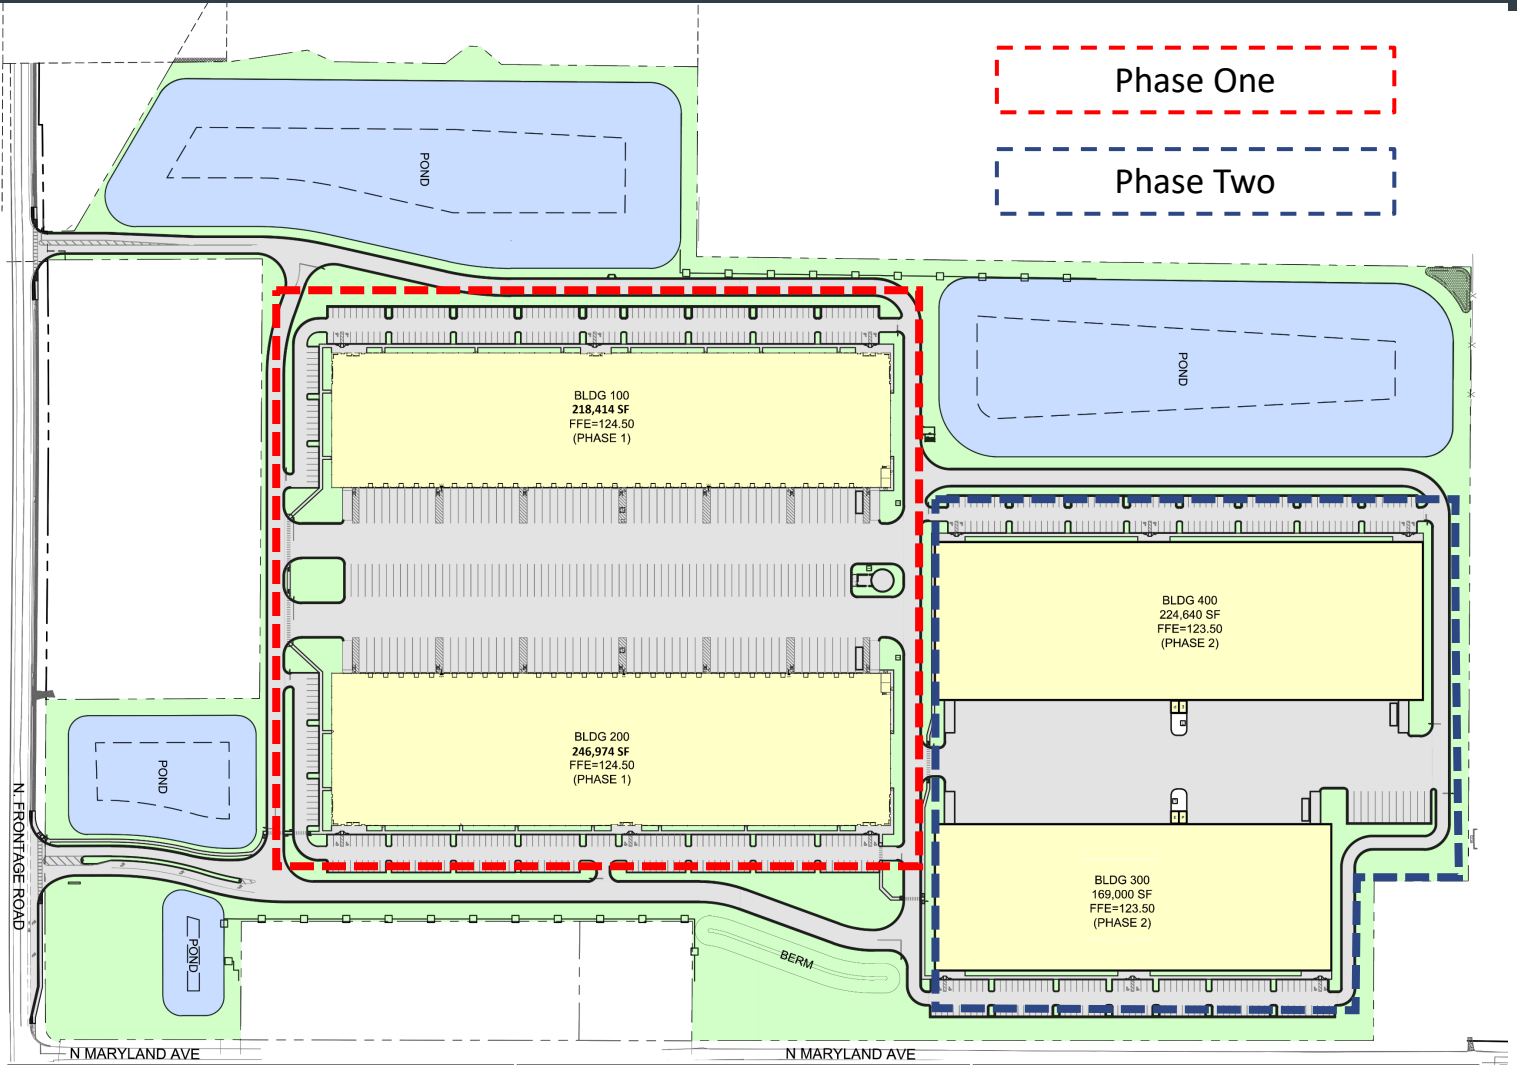 Phase One
Phase Two
POND
POND
BLDG 100
218,414 SF
FFE=124.50
(PHASE 1)
BLDG 400
224,640 SF
FFE=123.50
(PHASE 2)
BLDG 200
246,974 SF
FFE=124.50
(PHASE 1)
POND
N. FRONTAGE ROAD
BLDG 300
169,000 SF
FFE=123.50
(PHASE 2)
POND
BERM
N MARYLAND AVE
N MARYLAND AVE